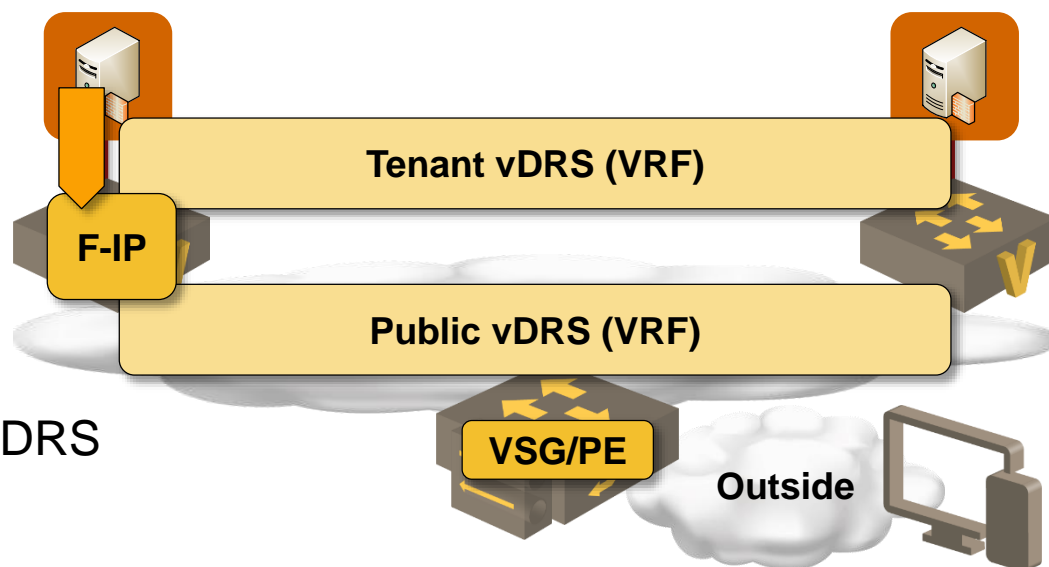 Tenant vDRS (VRF)
F-IP
V
Public vDRS (VRF)
DRS
VSG/PE
Outside